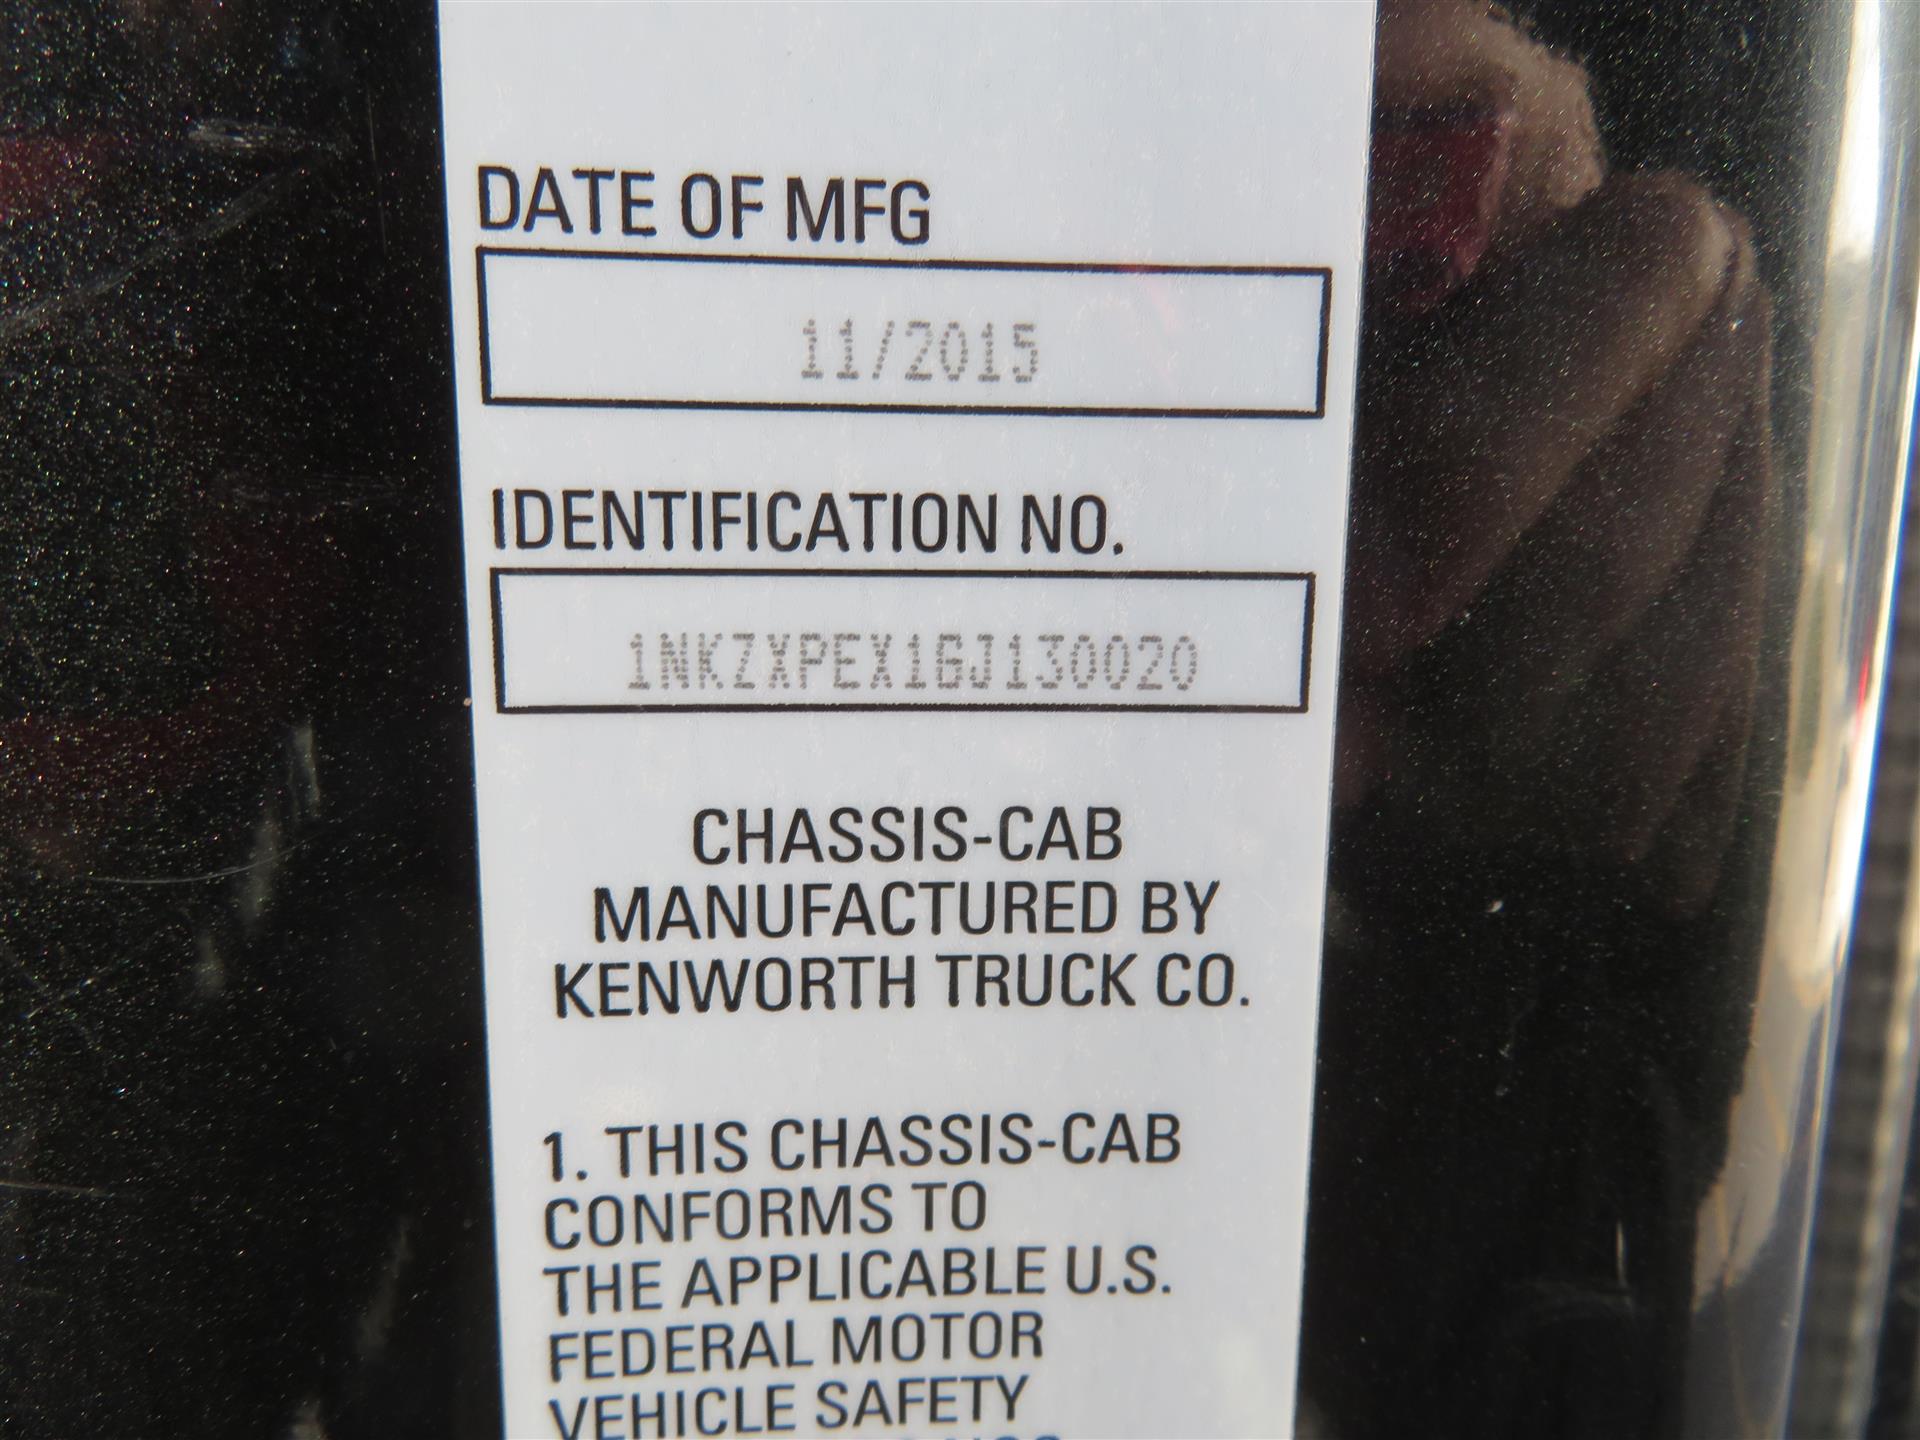 DATE OF MFG
11/2015
IDENTIFICATION NO.
1NKZXPEX1GJ130020
CHASSIS-CAB
MANUFACTURED BY
KENWORTH TRUCK CO.
1. THIS CHASSIS-CAB
CONFORMS TO
THE APPLICABLE U.S.
FEDERAL MOTOR
VEHICLE SAFETY